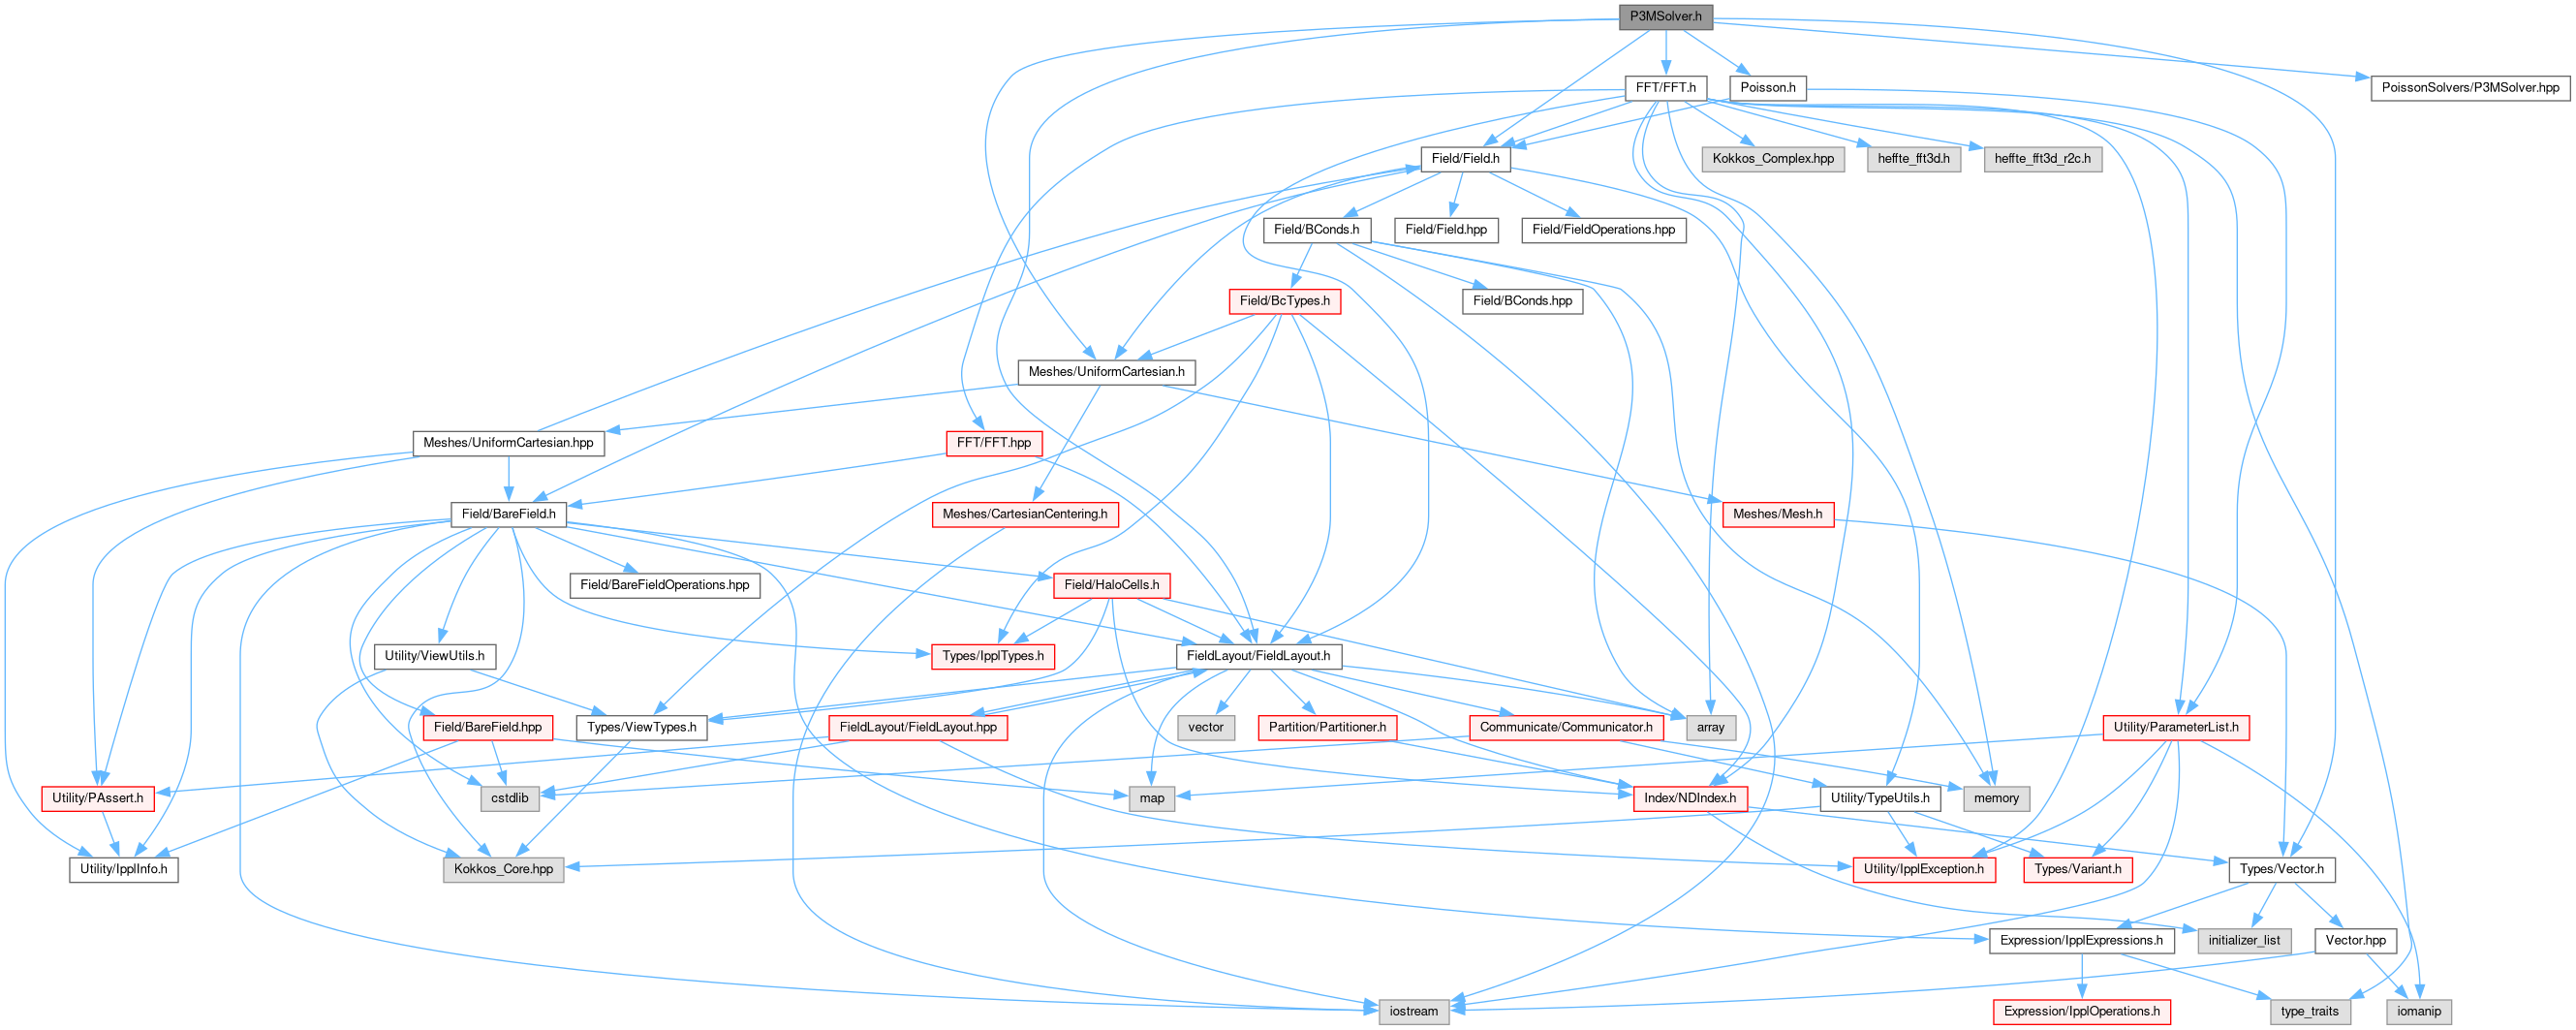 P3MSolver.h
FFT/FFT.h
Poisson.h
PoissonSolvers/P3MSolver.hpp
Field/Field.h
Kokkos_Complex.hpp
heffte_fft3d.h
heffte_fft3d_r2c.h
Field/BConds.h
Field/Field.hpp
Field/FieldOperations.hpp
Field/BcTypes.h
Field/BConds.hpp
Meshes/UniformCartesian.h
Meshes/UniformCartesian.hpp
FFT/FFT.hpp
Field/BareField.h
Meshes/CartesianCentering.h
Meshes/Mesh.h
Field/BareFieldOperations.hpp
Field/HaloCells.h
Utility/ViewUtils.h
Types/IpplTypes.h
FieldLayout/FieldLayout.h
Field/BareField.hpp
Types/ViewTypes.h
FieldLayout/FieldLayout.hpp
vector
Partition/Partitioner.h
Communicate/Communicator.h
array
Utility/ParameterList.h
Utility/PAssert.h
cstdlib
map
Index/NDIndex.h
Utility/TypeUtils.h
memory
Utility/IpplInfo.h
Kokkos_Core.hpp
Utility/IpplException.h
Types/Variant.h
Types/Vector.h
Expression/IpplExpressions.h
initializer_list
Vector.hpp
iostream
Expression/IpplOperations.h
type_traits
iomanip